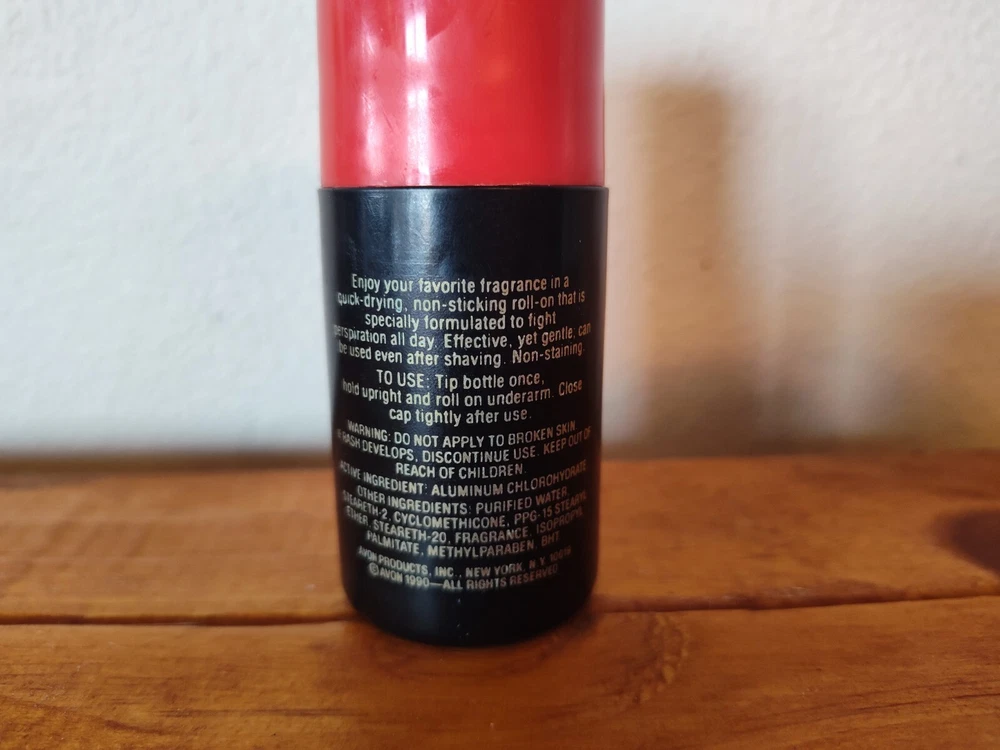 Enjoy your favorite fragrance in a
quick-drying, non-sticking roll-on that is
specially formulated to fight
perspiration all day. Effective, yet gentle, can
be used even after shaving. Non-staining.
TO USE: Tip bottle once,
hold upright and roll on underarm. Close
cap tightly after use.
WARNING: DO NOT APPLY TO BROKEN SKIN
IF RASH DEVELOPS, DISCONTINUE USE. KEEP OUT OF
REACH OF CHILDREN.
ACTIVE INGREDIENT: ALUMINUM CHLOROHYDRATE
OTHER INGREDIENTS: PURIFIED WATER,
STEARETH-2, CYCLOMETHICONE, PPG-15 STEARYL
ETHER, STEARETH-20, FRAGRANCE, ISOPROPYL
PALMITATE, METHYLPARABEN, BHT
AVON PRODUCTS, INC., NEW YORK, N.Y. 10016
© AVON 1990—ALL RIGHTS RESERVED